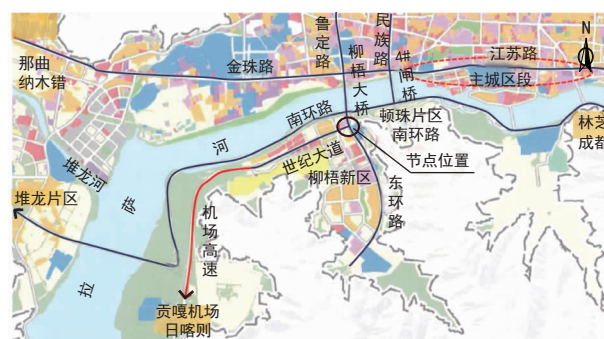 那曲
纳木错
金珠路
鲁定路
柳梧大桥
民族路
4#闸桥
江苏路
主城区段
N
南环路
河
萨
拉
堆龙河
堆龙片区
世纪大道
柳梧新区
机场高速
东环路
顿珠片区
南环路
节点位置
林芝
成都
贡嘎机场
日喀则